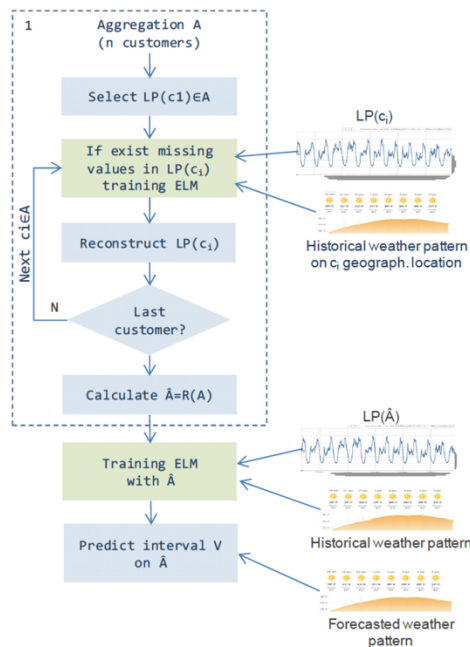 1
Aggregation A
(n customers)
Select LP(c1)∈A
If exist missing
values in LP(cᵢ)
training ELM
Reconstruct LP(cᵢ)
Next ci∈A
N
Last
customer?
Calculate Â=R(A)
Training ELM
with Â
Predict interval V
on Â
LP(cᵢ)
Historical weather pattern
on cᵢ geograph. location
LP(Â)
Historical weather pattern
Forecasted weather
pattern